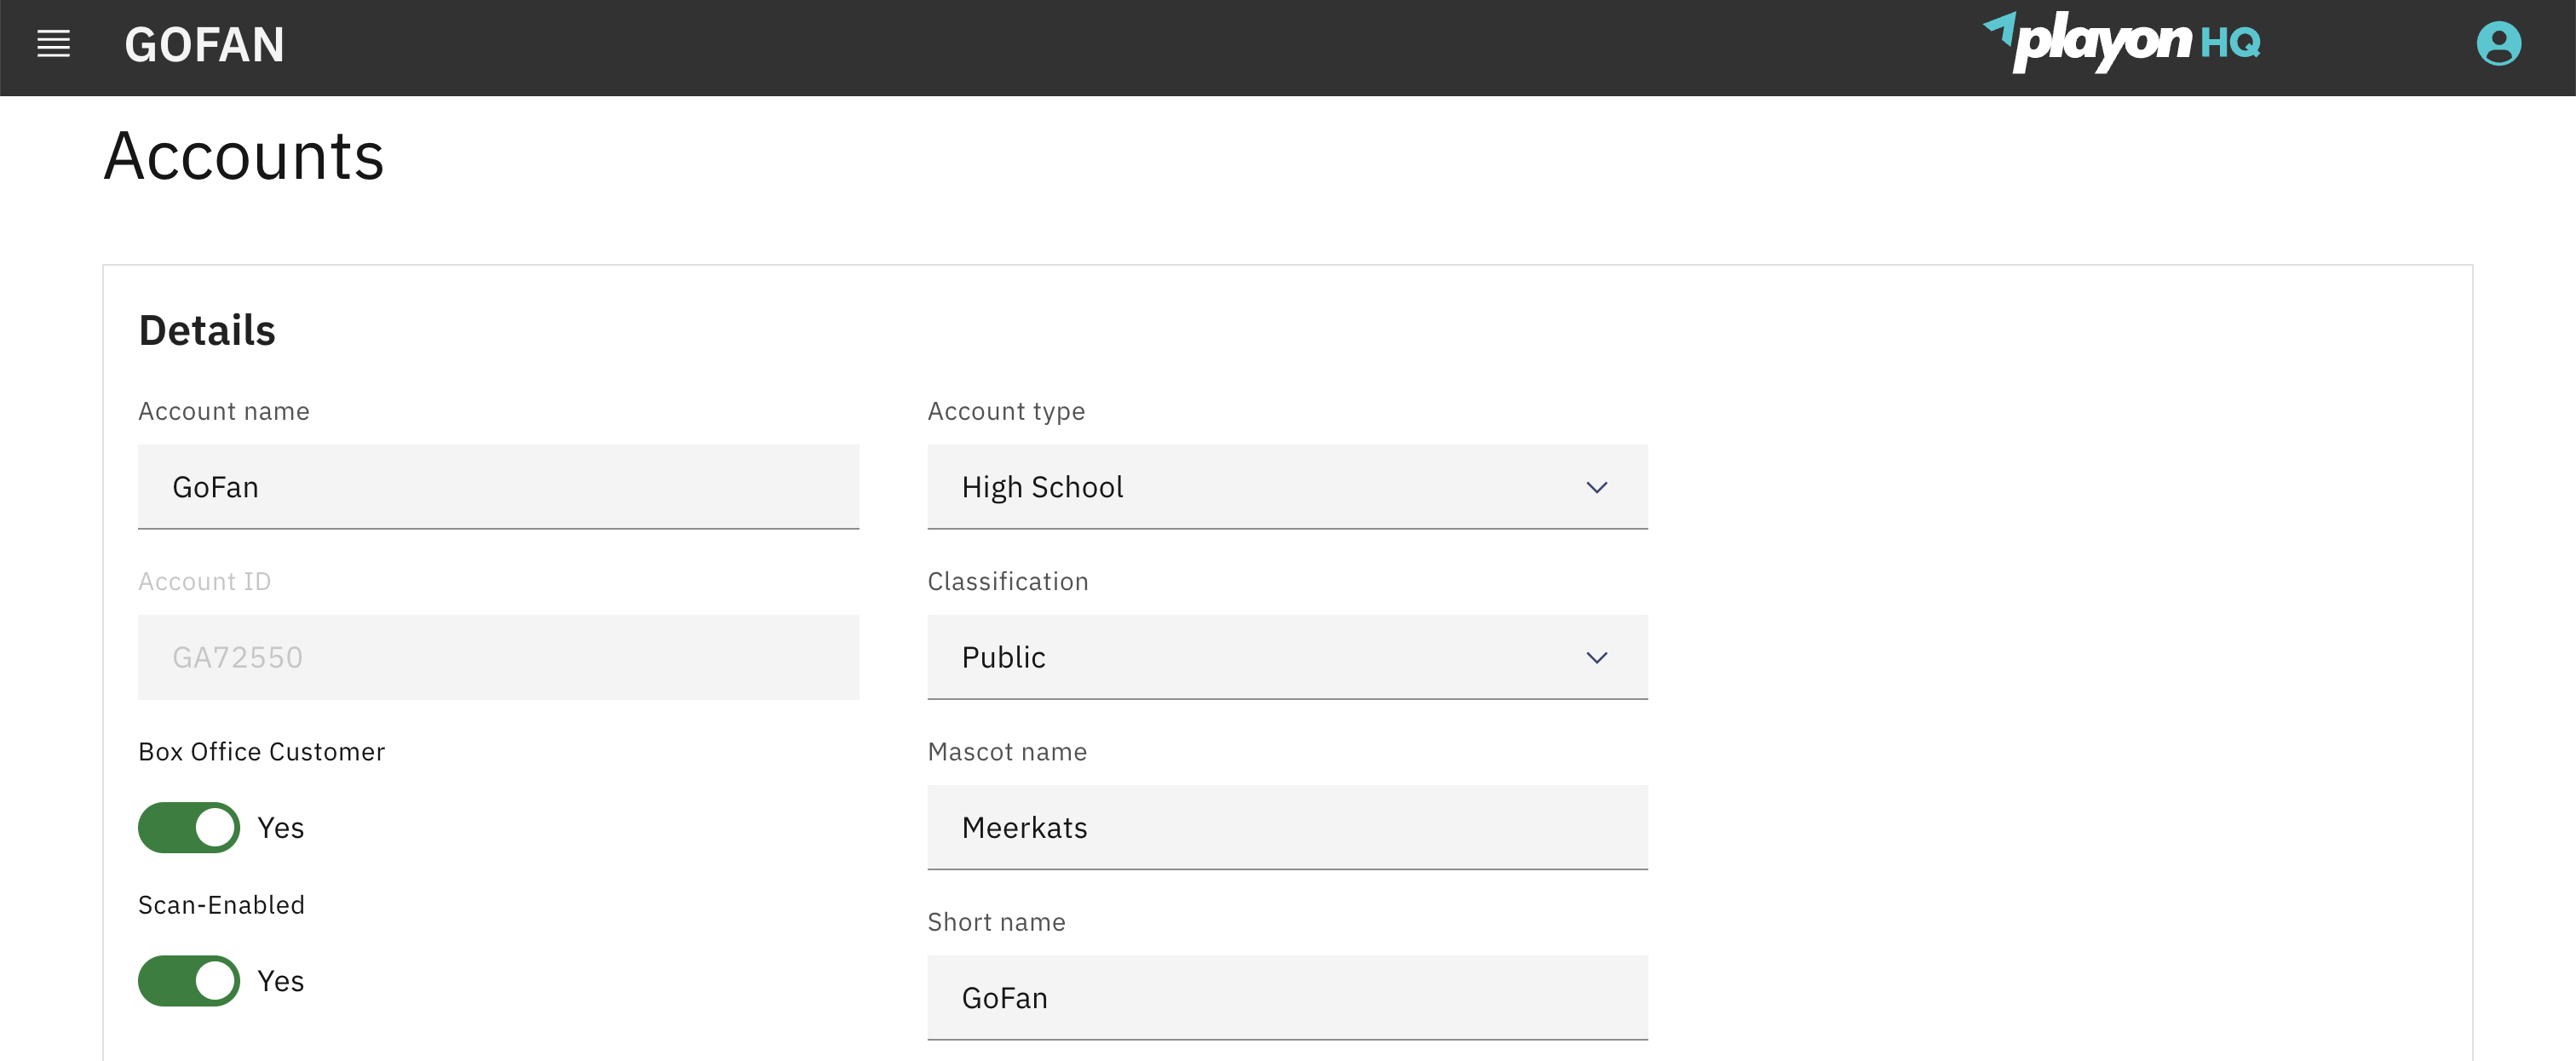 GOFAN
playon HQ
Accounts
Details
Account name
GoFan
Account type
High School
Account ID
GA72550
Classification
Public
Box Office Customer
Yes
Mascot name
Meerkats
Scan-Enabled
Yes
Short name
GoFan